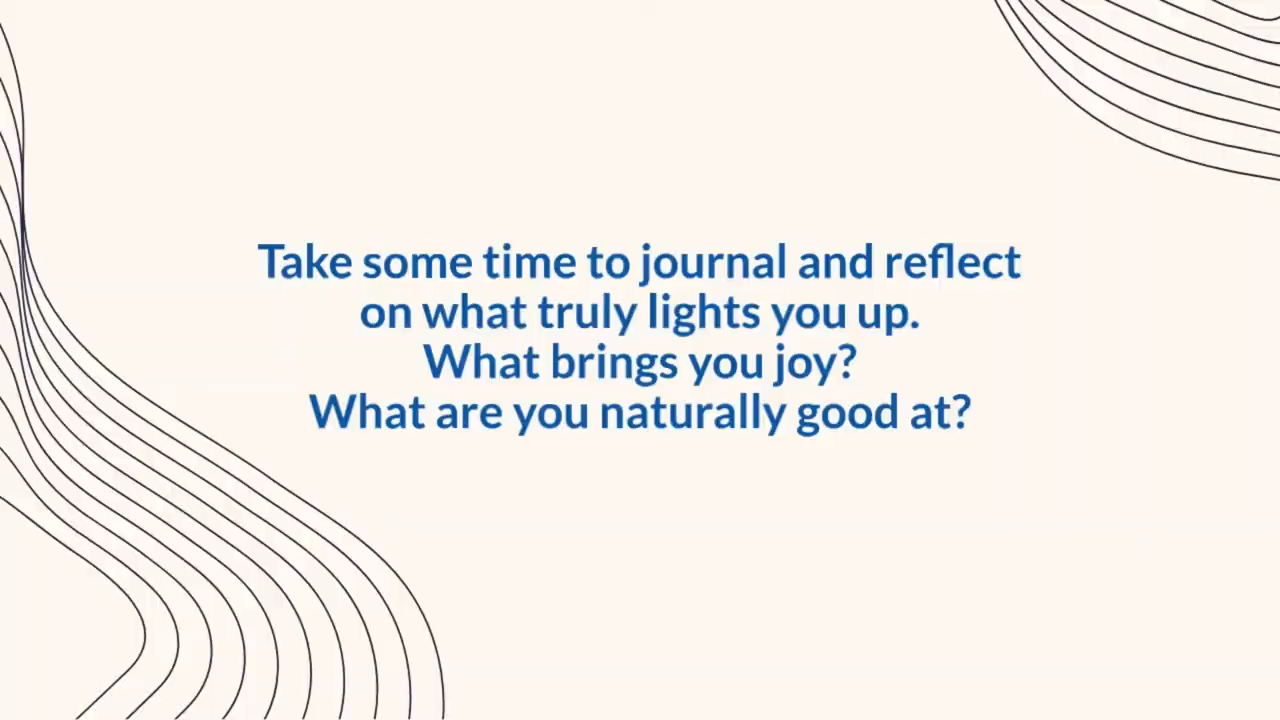 Take some time to journal and reflect
on what truly lights you up.
What brings you joy?
What are you naturally good at?